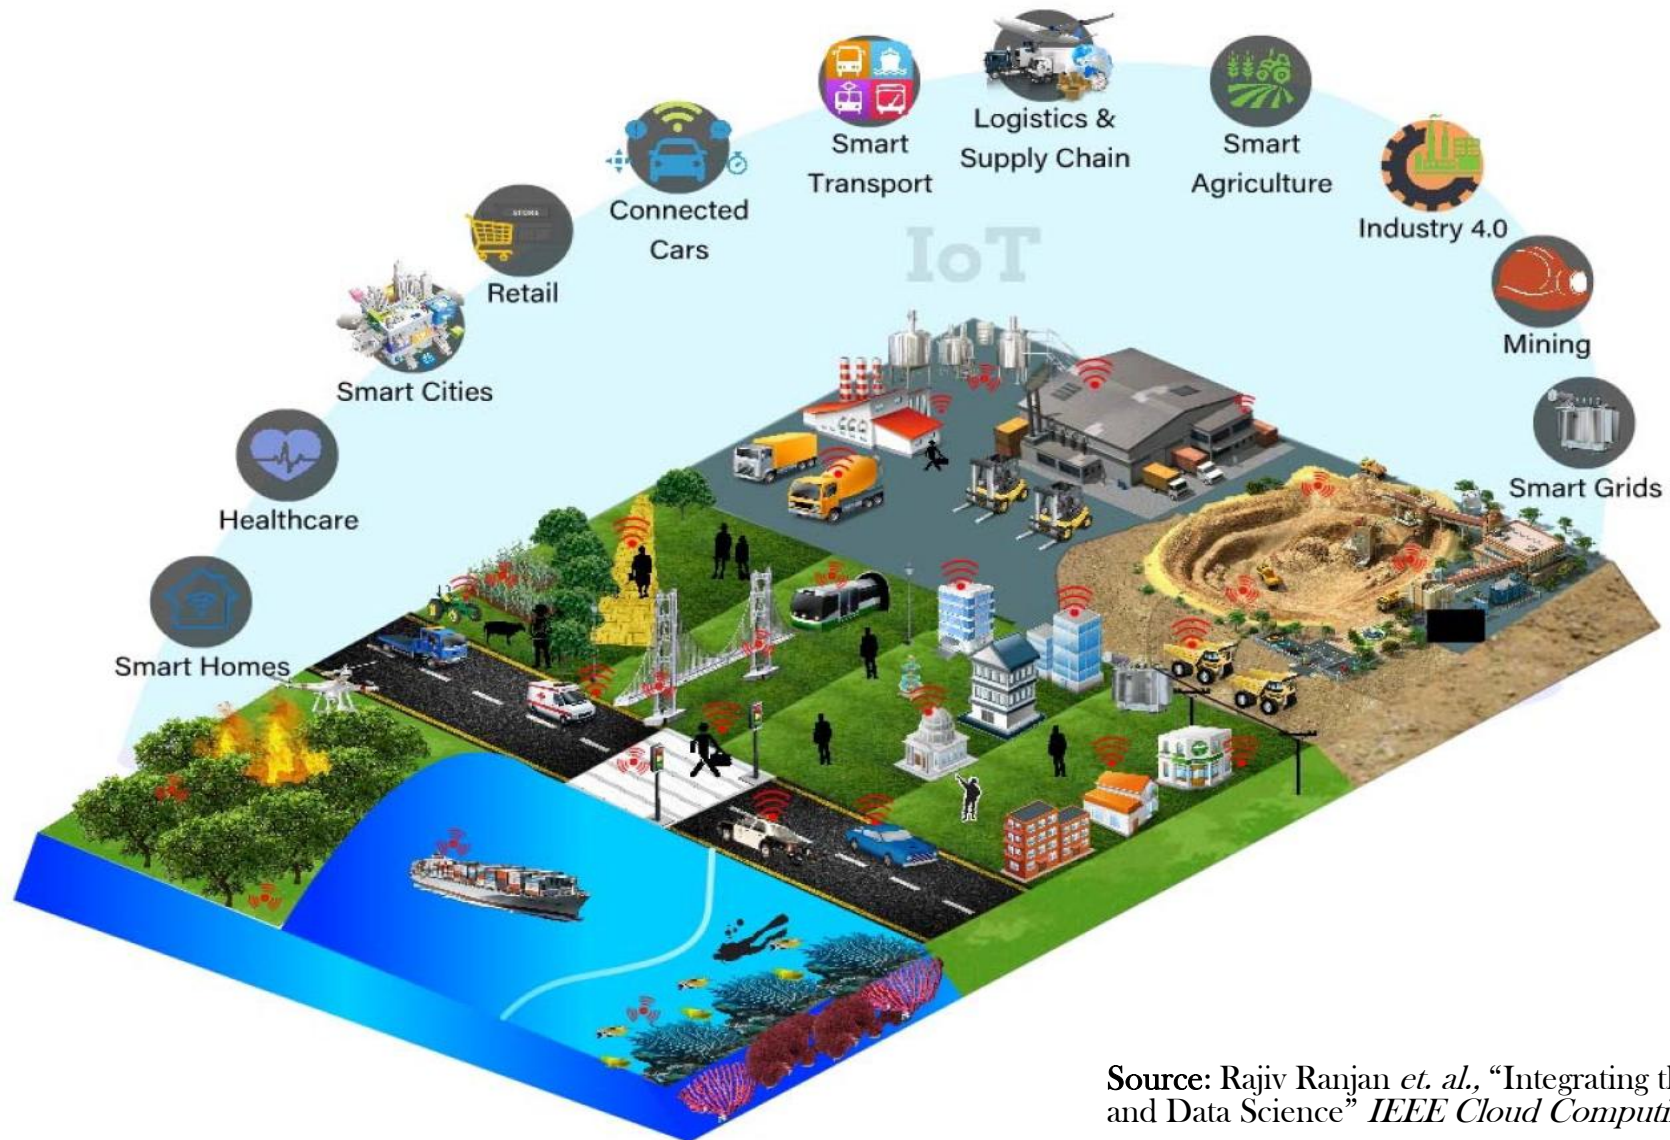 Smart
Transport
Logistics &
Supply Chain
Smart
Agriculture
Connected
Cars
Industry 4.0
IoT
STORE
Retail
Mining
Smart Cities
Smart Grids
Healthcare
Smart Homes
Source: Rajiv Ranjan et. al., “Integrating
and Data Science” IEEE Cloud